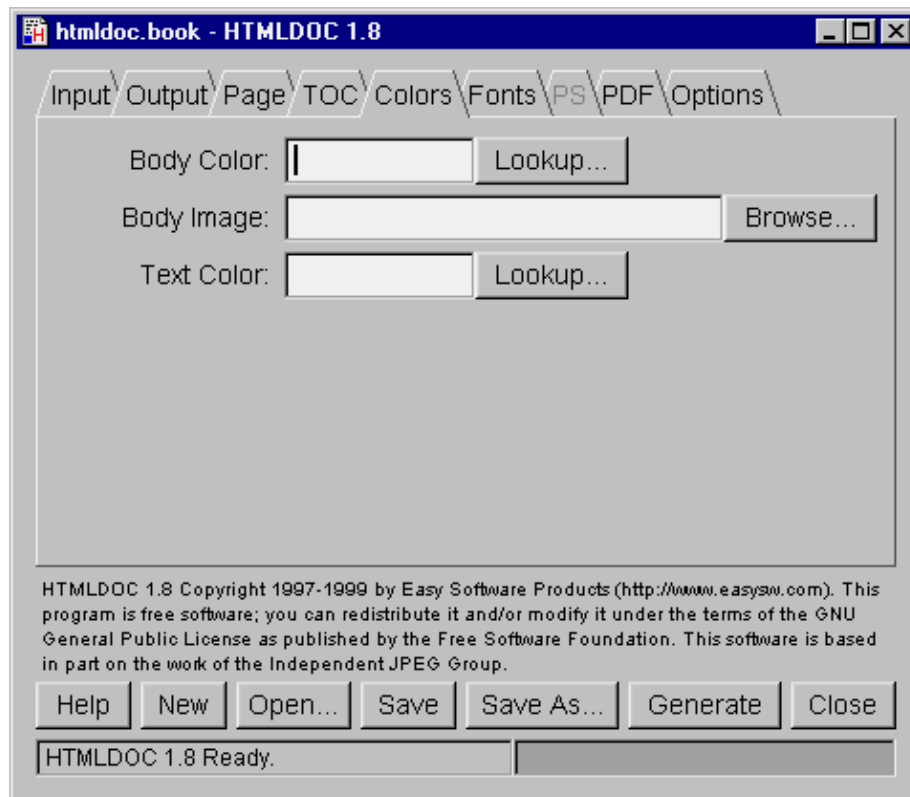 htmldoc.book - HTMLDOC 1.8
Input Output Page TOC Colors Fonts PS PDF Options
Body Color: Lookup...
Body Image: Browse...
Text Color: Lookup...
HTMLDOC 1.8 Copyright 1997-1999 by Easy Software Products (http://www.easysw.com). This
program is free software; you can redistribute it and/or modify it under the terms of the GNU
General Public License as published by the Free Software Foundation. This software is based
in part on the work of the Independent JPEG Group.
Help New Open... Save Save As... Generate Close
HTMLDOC 1.8 Ready.